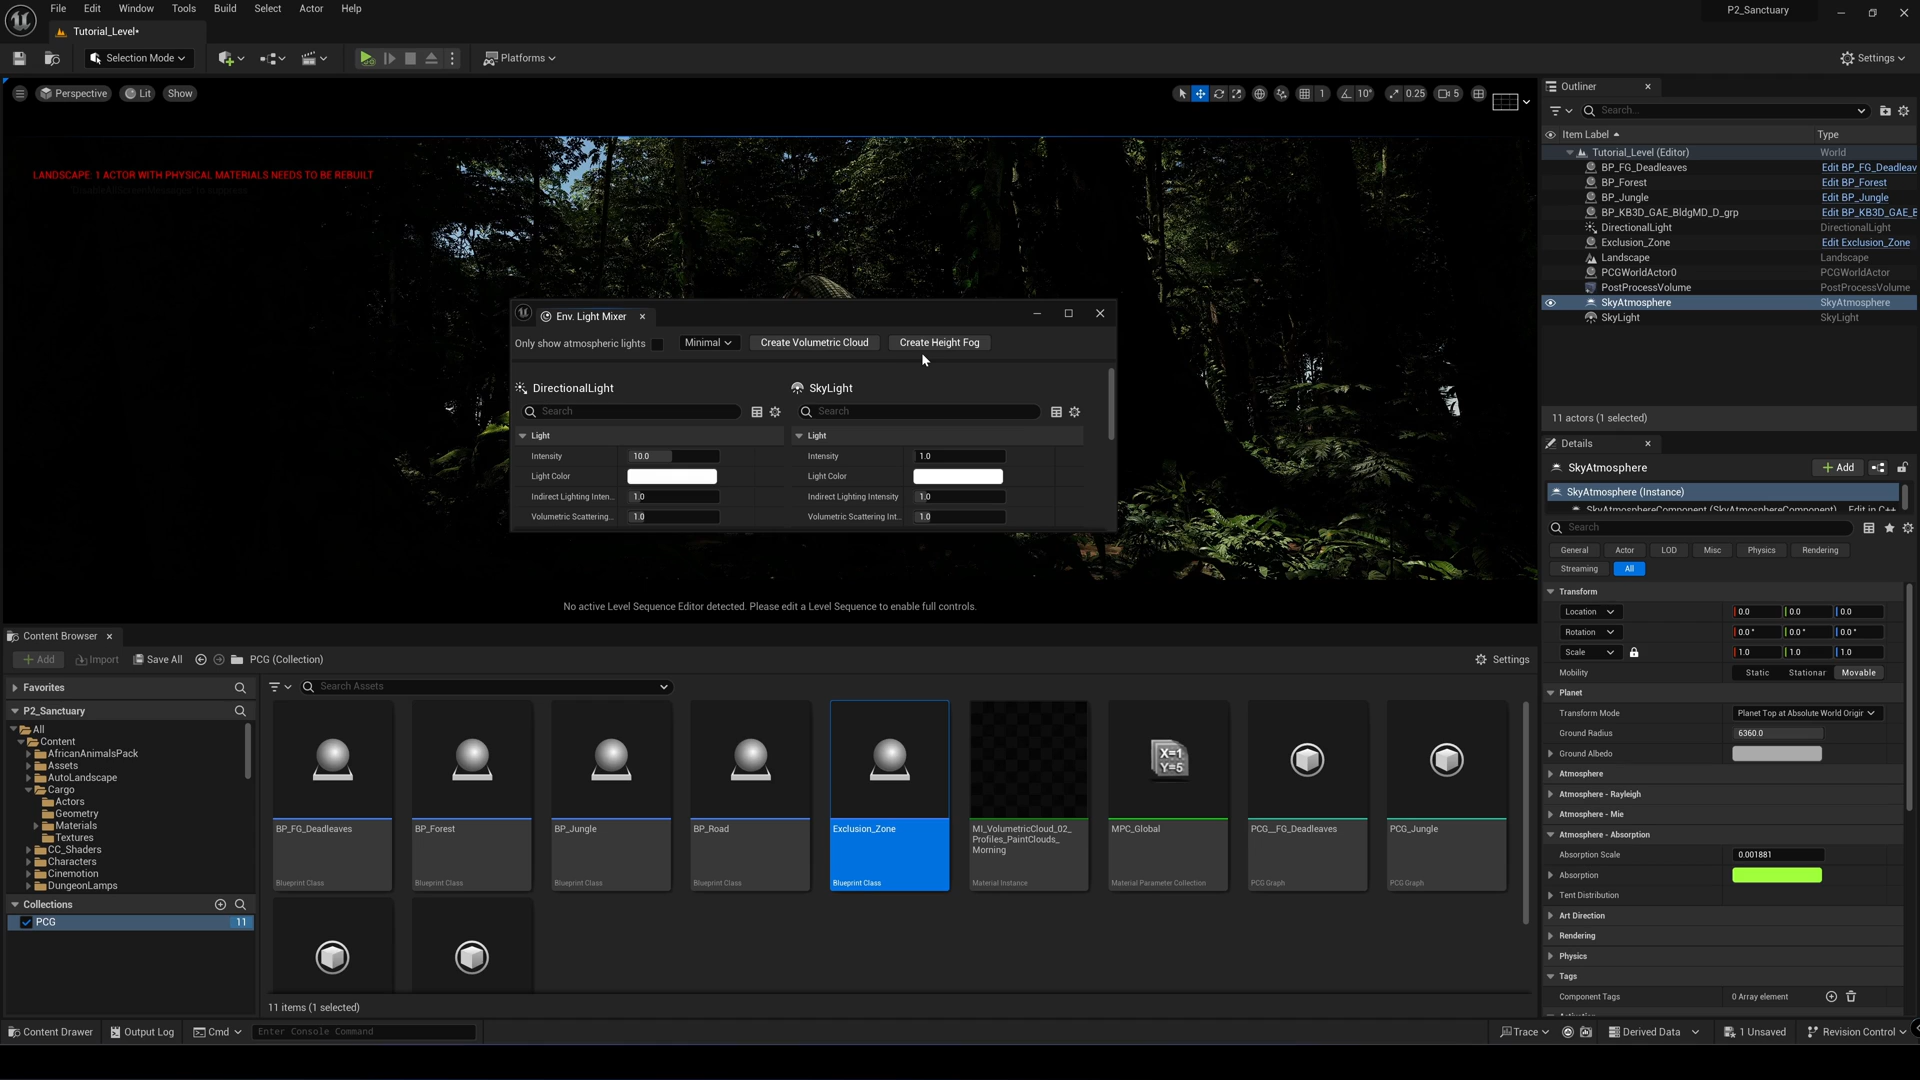 File Edit Window Tools Build Select Actor Help
P2_Sanctuary
Tutorial_Level*
Selection Mode
Platforms
Settings
Perspective
Lit
Show
1
10°
0.25
5
LANDSCAPE: 1 ACTOR WITH PHYSICAL MATERIALS NEEDS TO BE REBUILT
Env. Light Mixer
Only show atmospheric lights
Minimal
Create Volumetric Cloud
Create Height Fog
DirectionalLight
Search
Light
Intensity 10.0
Light Color
Indirect Lighting Inten... 1.0
Volumetric Scattering... 1.0
SkyLight
Search
Light
Intensity 1.0
Light Color
Indirect Lighting Intensity 1.0
Volumetric Scattering Int... 1.0
No active Level Sequence Editor detected. Please edit a Level Sequence to enable full controls.
Outliner
Search...
Item Label Type
Tutorial_Level (Editor) World
BP_FG_Deadleaves Edit BP_FG_Deadleav
BP_Forest Edit BP_Forest
BP_Jungle Edit BP_Jungle
BP_KB3D_GAE_BldgMD_D_grp Edit BP_KB3D_GAE_E
DirectionalLight DirectionalLight
Exclusion_Zone Edit Exclusion_Zone
Landscape Landscape
PCGWorldActor0 PCGWorldActor
PostProcessVolume PostProcessVolume
SkyAtmosphere SkyAtmosphere
SkyLight SkyLight
11 actors (1 selected)
Details
SkyAtmosphere
Add
SkyAtmosphere (Instance)
SkyAtmosphereComponent (SkyAtmosphereComponent) Edit in C++
Search
General Actor LOD Misc Physics Rendering
Streaming All
Transform
Location 0.0 0.0 0.0
Rotation 0.0° 0.0° 0.0°
Scale 1.0 1.0 1.0
Mobility Static Stationar Movable
Planet
Transform Mode Planet Top at Absolute World Origir
Ground Radius 6360.0
Ground Albedo
Atmosphere
Atmosphere - Rayleigh
Atmosphere - Mie
Atmosphere - Absorption
Absorption Scale 0.001881
Absorption
Tent Distribution
Art Direction
Rendering
Physics
Tags
Component Tags 0 Array element
Content Browser
Add
Import
Save All
PCG (Collection)
Settings
Favorites
P2_Sanctuary
All
Content
AfricanAnimalsPack
Assets
AutoLandscape
Cargo
Actors
Geometry
Materials
Textures
CC_Shaders
Characters
Cinemotion
DungeonLamps
Collections
PCG 11
Search Assets
BP_FG_Deadleaves
Blueprint Class
BP_Forest
Blueprint Class
BP_Jungle
Blueprint Class
BP_Road
Blueprint Class
Exclusion_Zone
Blueprint Class
MI_VolumetricCloud_02_
Profiles_PaintClouds_
Morning
Material Instance
X=1
Y=5
MPC_Global
Material Parameter Collection
PCG__FG_Deadleaves
PCG Graph
PCG_Jungle
PCG Graph
11 items (1 selected)
Content Drawer
Output Log
Cmd
Enter Console Command
Trace
Derived Data
1 Unsaved
Revision Control